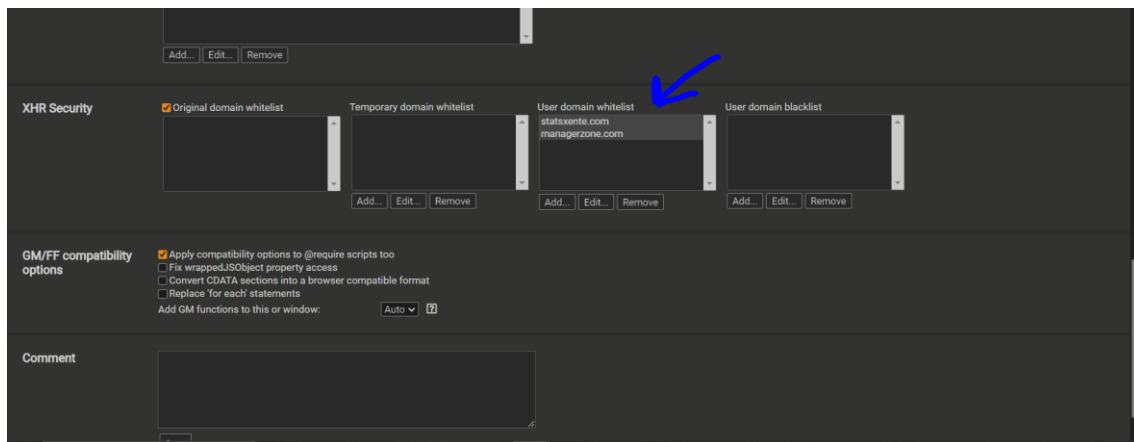 Add... Edit... Remove
XHR Security
Original domain whitelist
Temporary domain whitelist
Add... Edit... Remove
User domain whitelist
statsxente.com
managerzone.com
Add... Edit... Remove
User domain blacklist
Add... Edit... Remove
GM/FF compatibility
options
Apply compatibility options to @require scripts too
Fix wrappedJSObject property access
Convert CDATA sections into a browser compatible format
Replace 'for each' statements
Add GM functions to this or window: Auto ?
Comment